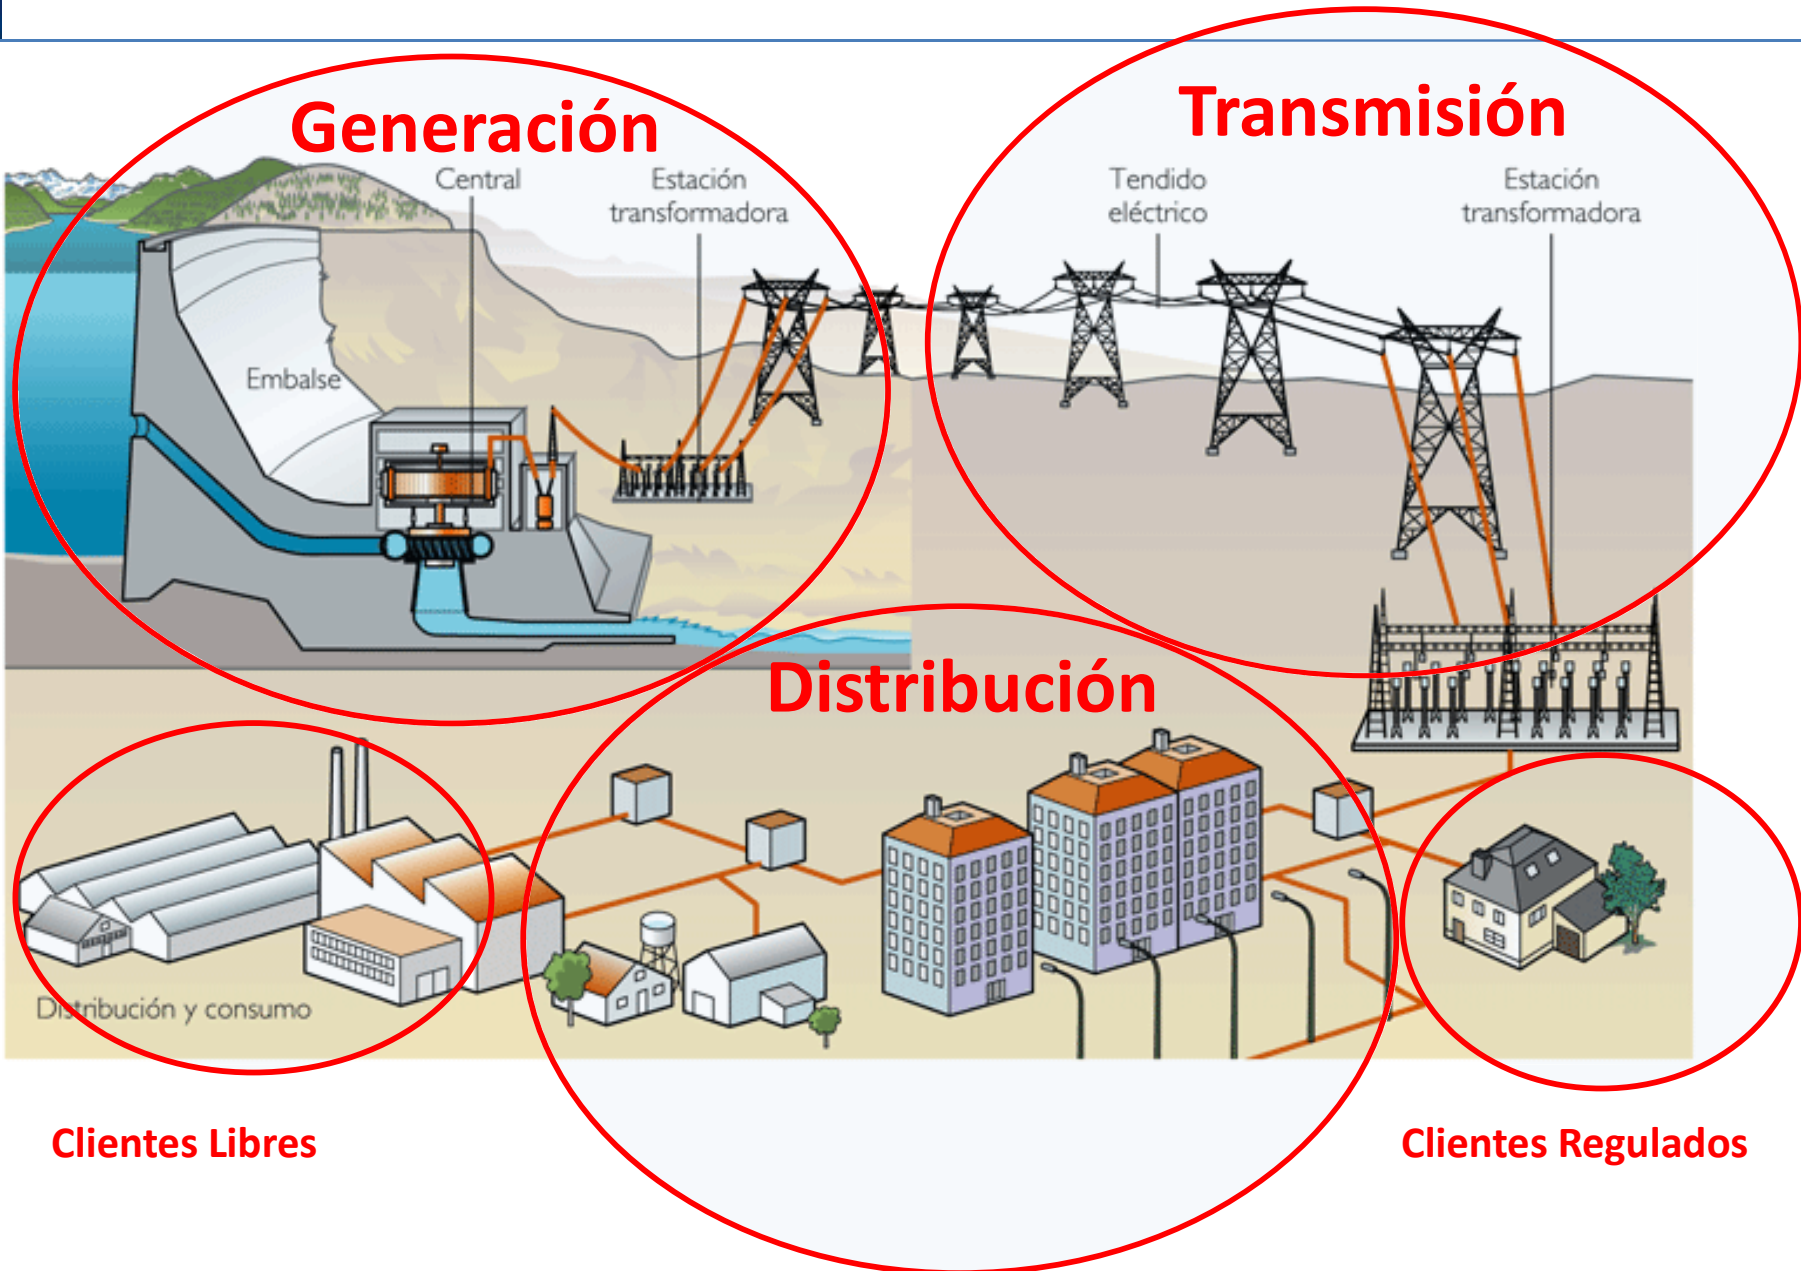 Generación
Transmisión
Central
Estación
transformadora
Tendido
eléctrico
Estación
transformadora
Embalse
Distribución
Distribución y consumo
Clientes Libres
Clientes Regulados